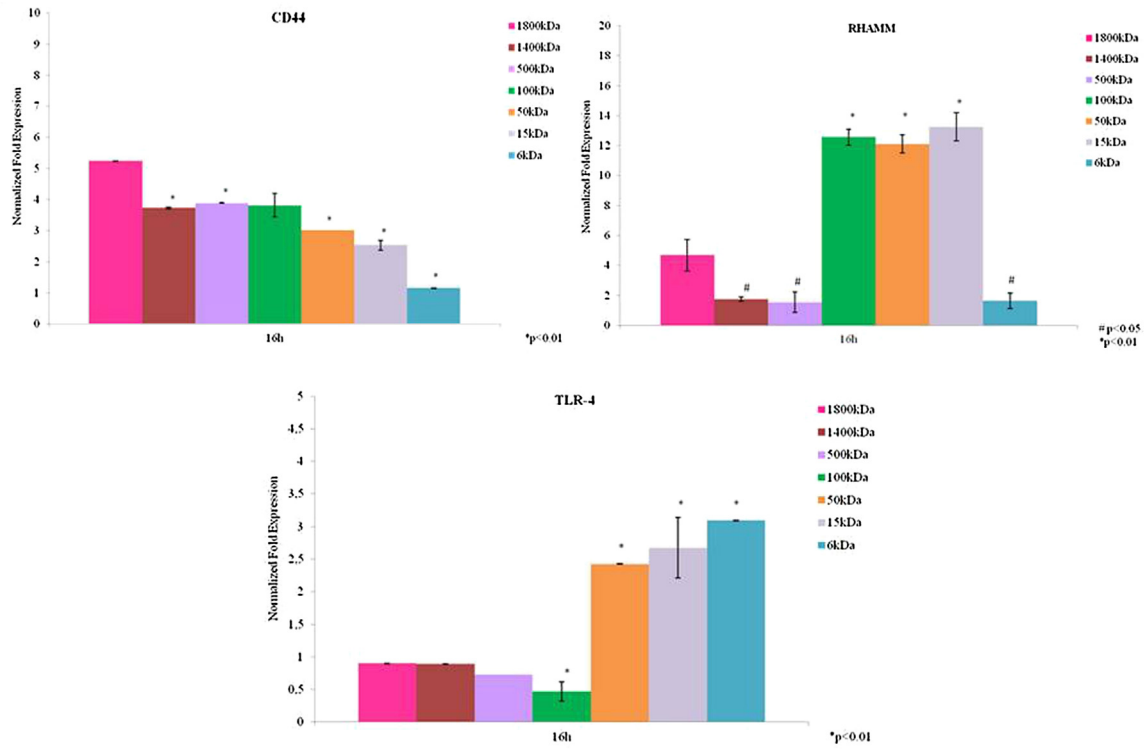 CD44
Normalized Fold Expression
10
9
8
7
6
5
4
3
2
1
0
* * * * *
16h
1800kDa
1400kDa
500kDa
100kDa
50kDa
15kDa
6kDa
*p<0.01
RHAMM
Normalized Fold Expression
20
18
16
14
12
10
8
6
4
2
0
# # * * * #
16h
1800kDa
1400kDa
500kDa
100kDa
50kDa
15kDa
6kDa
# p<0.05
*p<0.01
TLR-4
Normalized Fold Expression
5
4.5
4
3.5
3
2.5
2
1.5
1
0.5
0
* * * *
16h
1800kDa
1400kDa
500kDa
100kDa
50kDa
15kDa
6kDa
*p<0.01